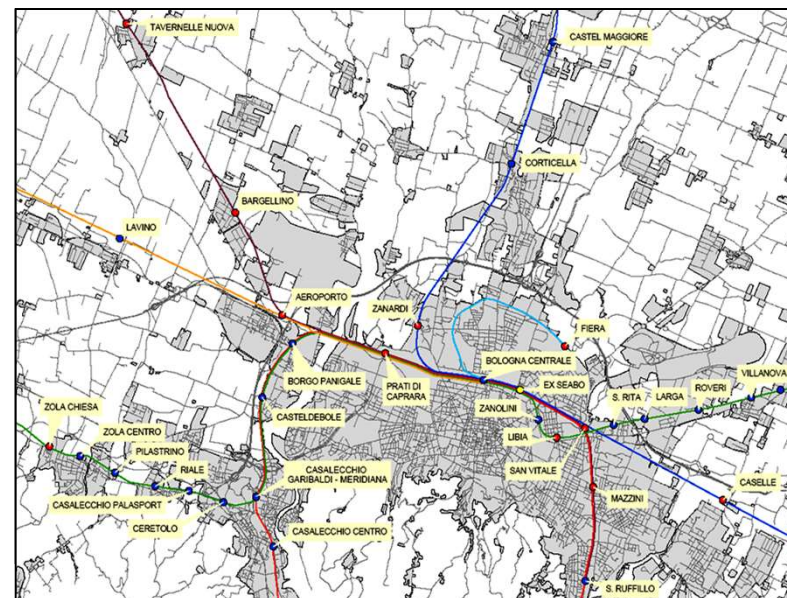 TAVERNELLE NUOVA
CASTEL MAGGIORE
CORTICELLA
BARGELLINO
LAVINO
AEROPORTO
ZANARDI
FIERA
BOLOGNA CENTRALE
BORGO PANIGALE
PRATI DI
CAPRARA
EX SEABO
VILLANOVA
ROVERI
LARGA
S. RITA
ZANOLINI
CASTELDEBOLE
ZOLA CHIESA
ZOLA CENTRO
LIBIA
PILASTRINO
SAN VITALE
RIALE
CASALECCHIO
GARIBALDI - MERIDIANA
MAZZINI
CASELLE
CASALECCHIO PALASPORT
CERETOLO
CASALECCHIO CENTRO
S. RUFFILLO